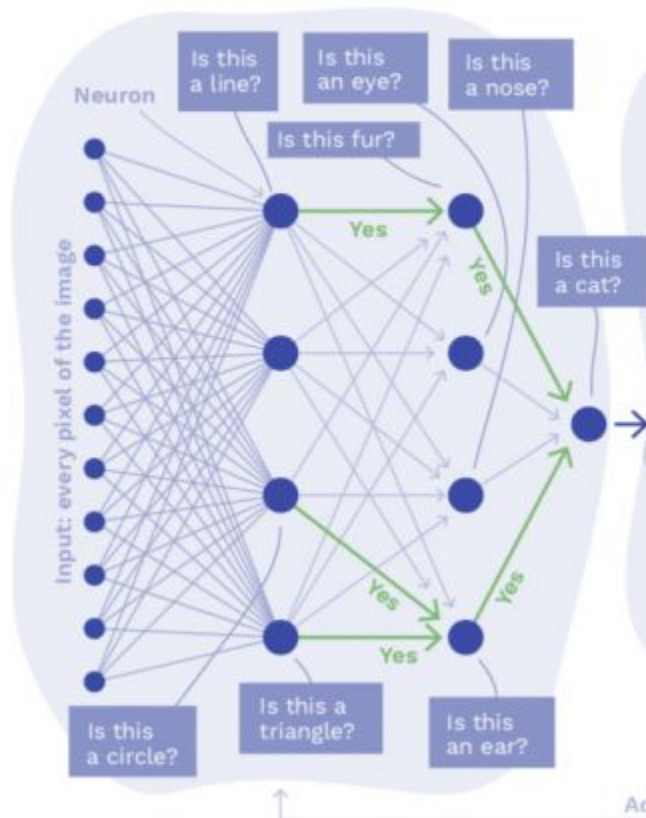 Is this
a line?
Is this
an eye?
Is this
a nose?
Neuron
Is this fur?
Yes
Yes
Is this
a cat?
Input: every pixel of the image
Yes
Yes
Yes
Is this
a circle?
Is this a
triangle?
Is this
an ear?